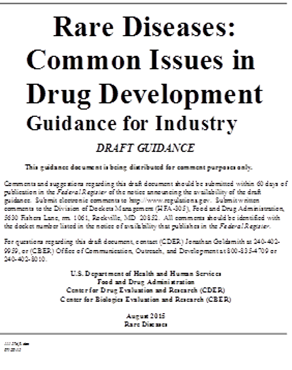 Rare Diseases:
Common Issues in
Drug Development
Guidance for Industry
DRAFT GUIDANCE
This guidance document is being distributed for comment purposes only.
Comments and suggestions regarding this draft document should be submitted within 60 days of
publication in the Federal Register of the notice announcing the availability of the draft
guidance. Submit electronic comments to http://www.regulations.gov. Submit written
comments to the Division of Dockets Management (HFA-305), Food and Drug Administration,
5630 Fishers Lane, rm. 1061, Rockville, MD 20852. All comments should be identified with
the docket number listed in the notice of availability that publishes in the Federal Register.
For questions regarding this draft document, contact (CDER) Jonathan Goldsmith at 240-402-
9959, or (CBER) Office of Communication, Outreach, and Development at 800-835-4709 or
240-402-8010.
U.S. Department of Health and Human Services
Food and Drug Administration
Center for Drug Evaluation and Research (CDER)
Center for Biologics Evaluation and Research (CBER)
August 2015
Rare Diseases